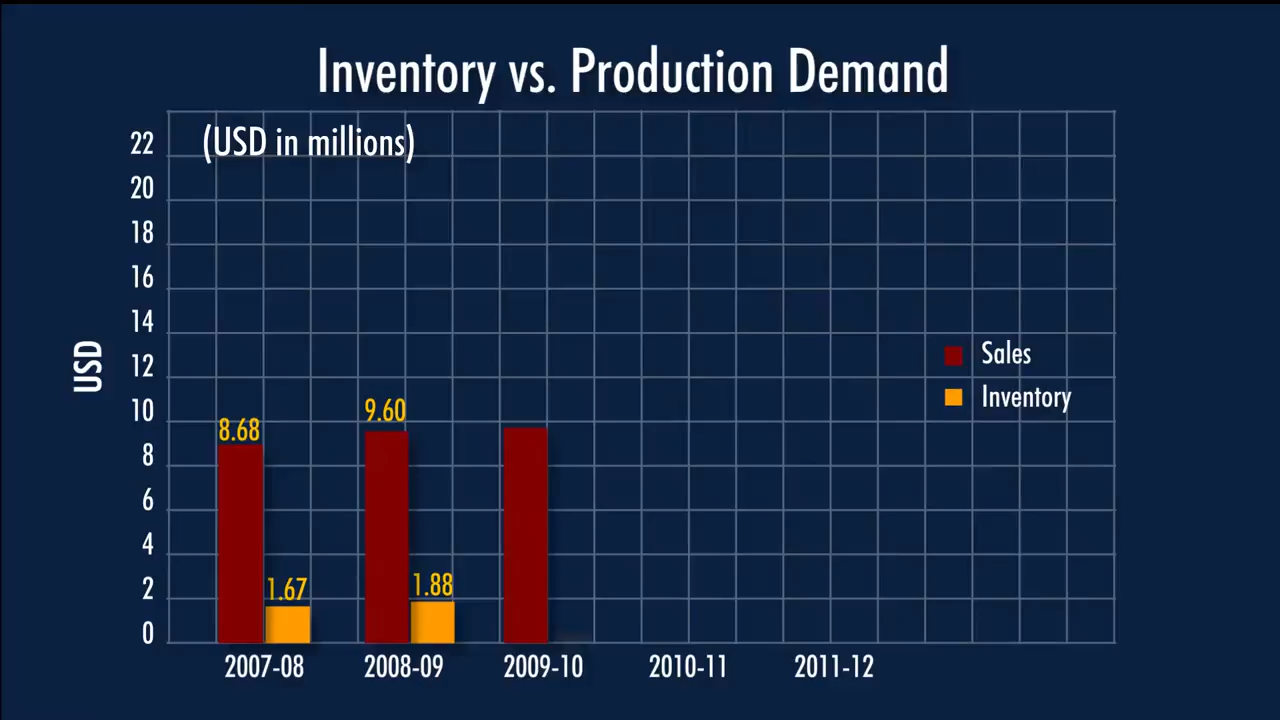 Inventory vs. Production Demand
(USD in millions)
22
20
18
16
14
12
10
8
6
4
2
0
USD
8.68
1.67
9.60
1.88
Sales
Inventory
2007-08 2008-09 2009-10 2010-11 2011-12